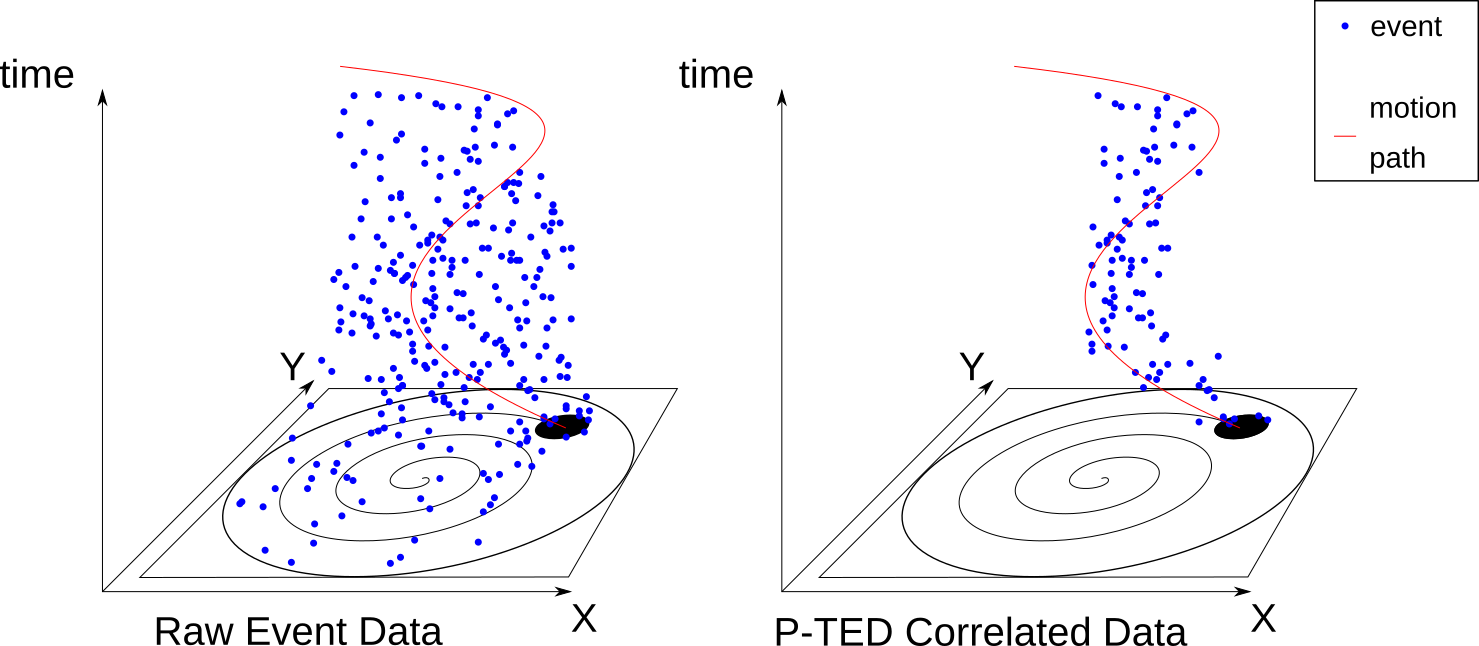 event
time
time
motion
path
Y
Y
X
X
Raw Event Data
P-TED Correlated Data